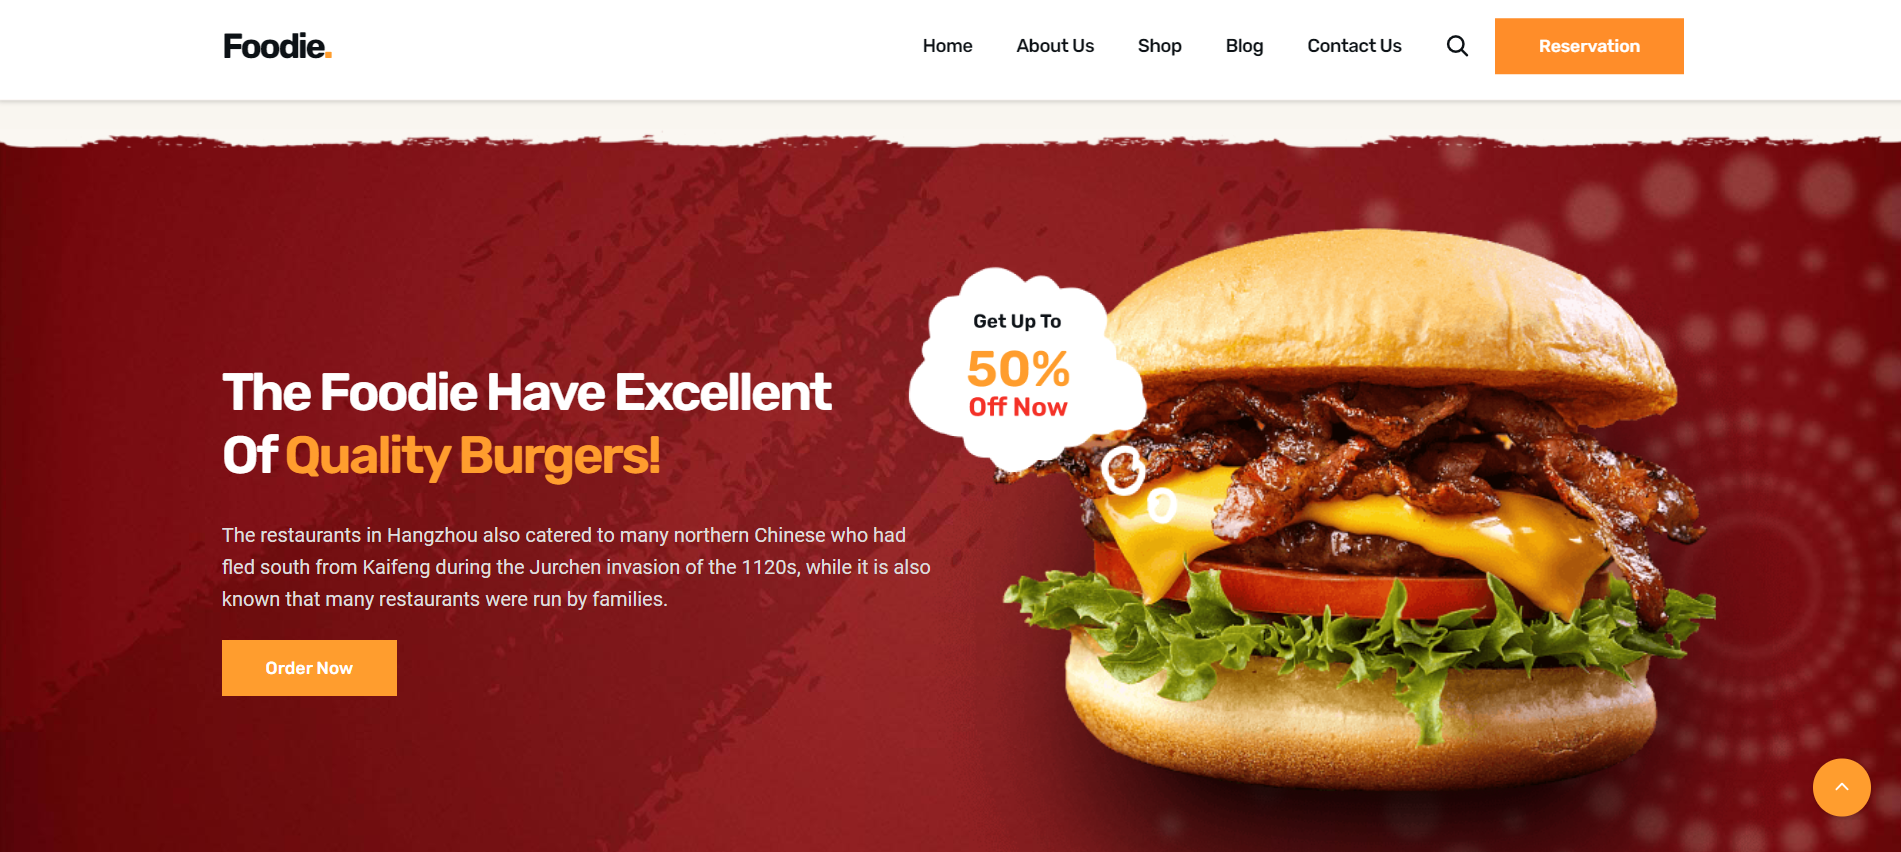 Foodie.
Home
About Us
Shop
Blog
Contact Us
Reservation
Get Up To
50%
Off Now
The Foodie Have Excellent
Of Quality Burgers!
The restaurants in Hangzhou also catered to many northern Chinese who had
fled south from Kaifeng during the Jurchen invasion of the 1120s, while it is also
known that many restaurants were run by families.
Order Now